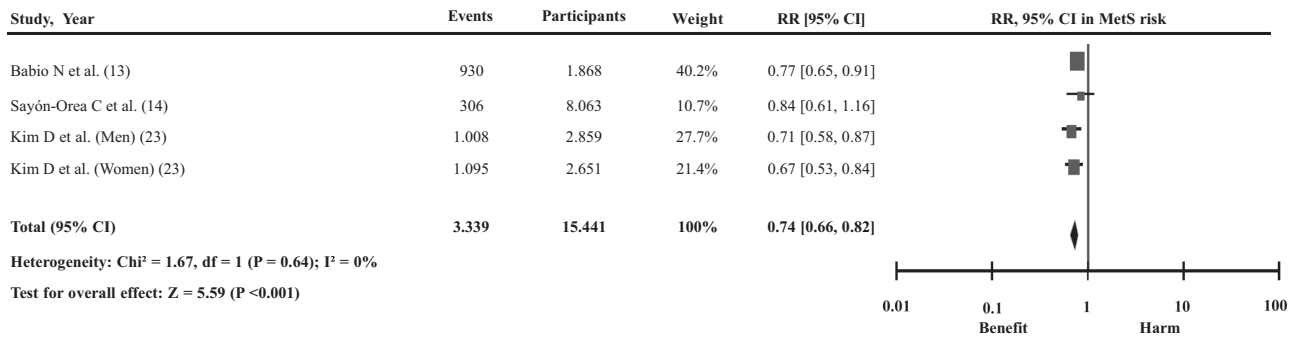 Study, Year Events Participants Weight RR [95% CI] RR, 95% CI in MetS risk
Babio N et al. (13) 930 1.868 40.2% 0.77 [0.65, 0.91]
Sayón-Orea C et al. (14) 306 8.063 10.7% 0.84 [0.61, 1.16]
Kim D et al. (Men) (23) 1.008 2.859 27.7% 0.71 [0.58, 0.87]
Kim D et al. (Women) (23) 1.095 2.651 21.4% 0.67 [0.53, 0.84]
Total (95% CI) 3.339 15.441 100% 0.74 [0.66, 0.82]
Heterogeneity: Chi² = 1.67, df = 1 (P = 0.64); I² = 0%
Test for overall effect: Z = 5.59 (P <0.001)
0.01 0.1 1 10 100
Benefit Harm